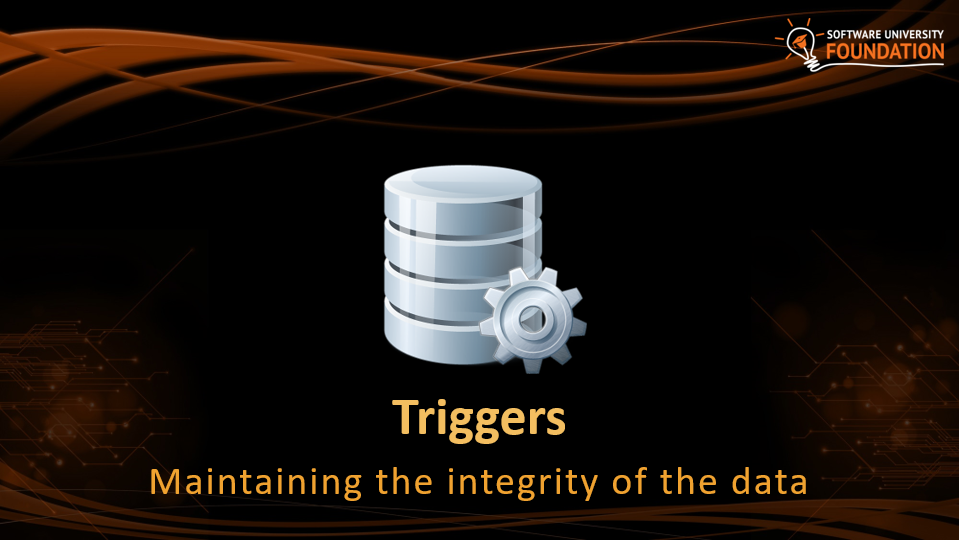 SOFTWARE UNIVERSITY
FOUNDATION
Triggers
Maintaining the integrity of the data